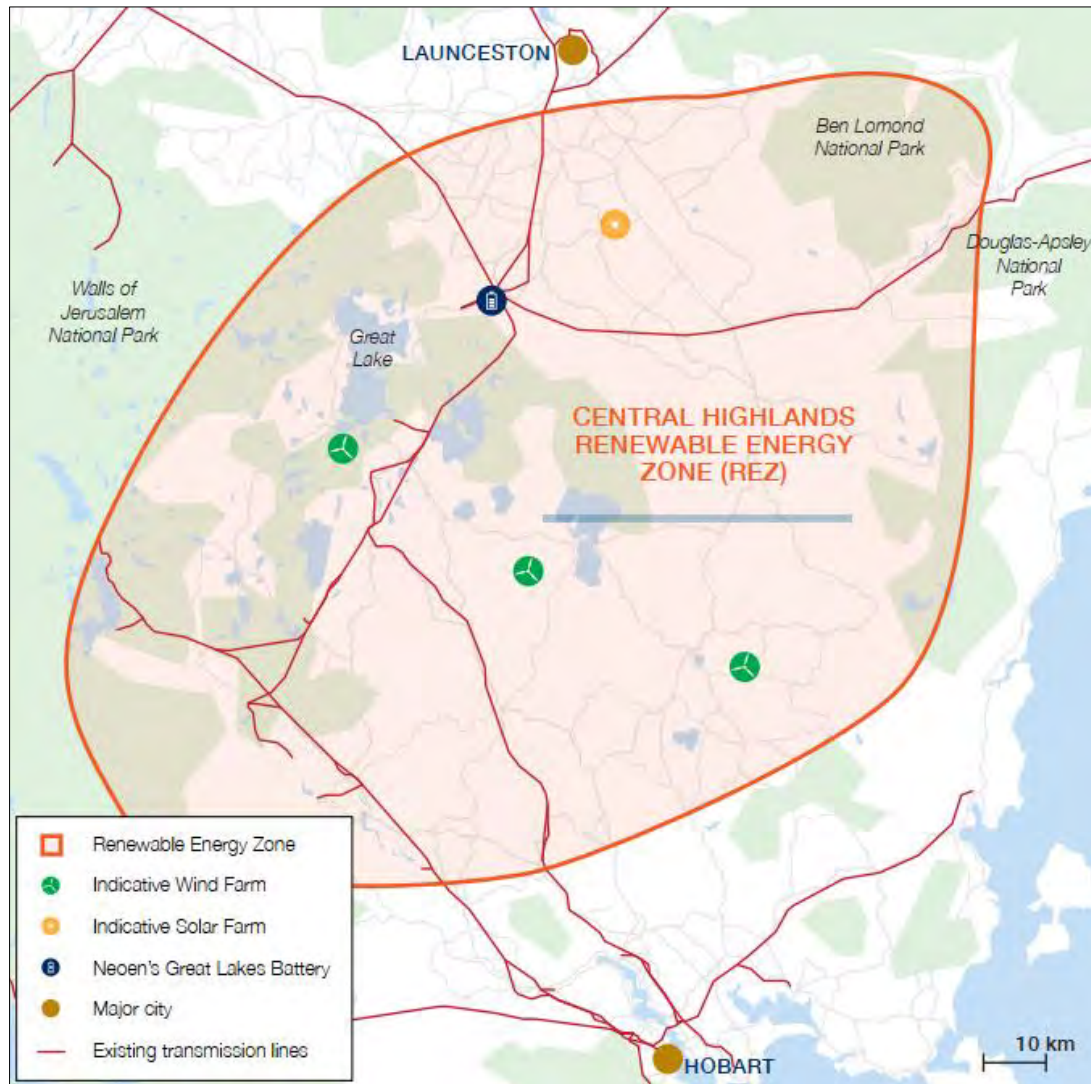 LAUNCESTON
Ben Lomond
National Park
Douglas-Apsley
National
Park
Walls of
Jerusalem
National Park
Great
Lake
CENTRAL HIGHLANDS
RENEWABLE ENERGY
ZONE (REZ)
Renewable Energy Zone
Indicative Wind Farm
Indicative Solar Farm
Neoen's Great Lakes Battery
Major city
Existing transmission lines
10 km
HOBART